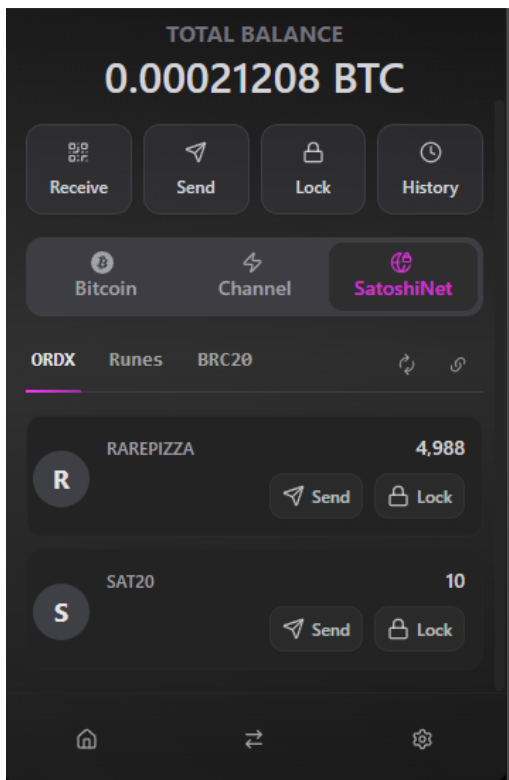 TOTAL BALANCE
0.00021208 BTC
Receive Send Lock History
Bitcoin Channel SatoshiNet
ORDX Runes BRC20
RAREPIZZA 4,988
R
Send Lock
SAT20 10
S
Send Lock